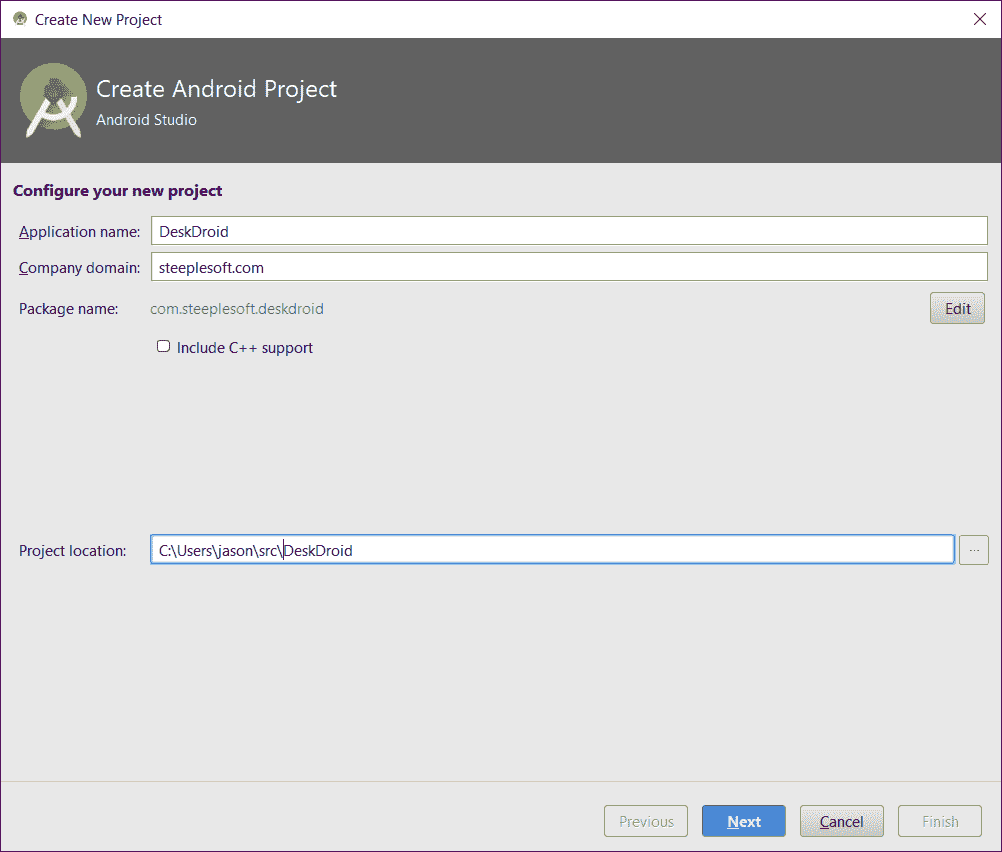 Create New Project
Create Android Project
Android Studio
Configure your new project
Application name: DeskDroid
Company domain: steeplesoft.com
Package name: com.steeplesoft.deskdroid Edit
Include C++ support
Project location: C:\Users\jason\src\DeskDroid ...
Previous Next Cancel Finish